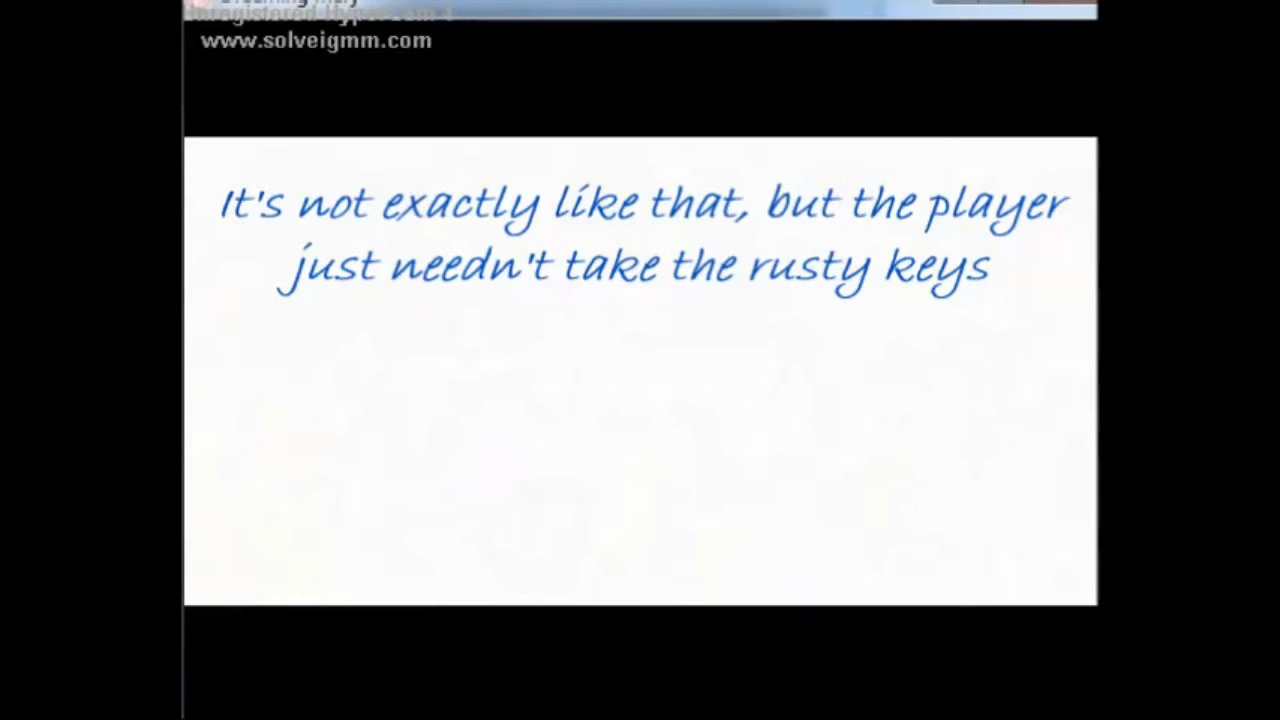 www.solveigmm.com
It's not exactly like that, but the player
just needn't take the rusty keys